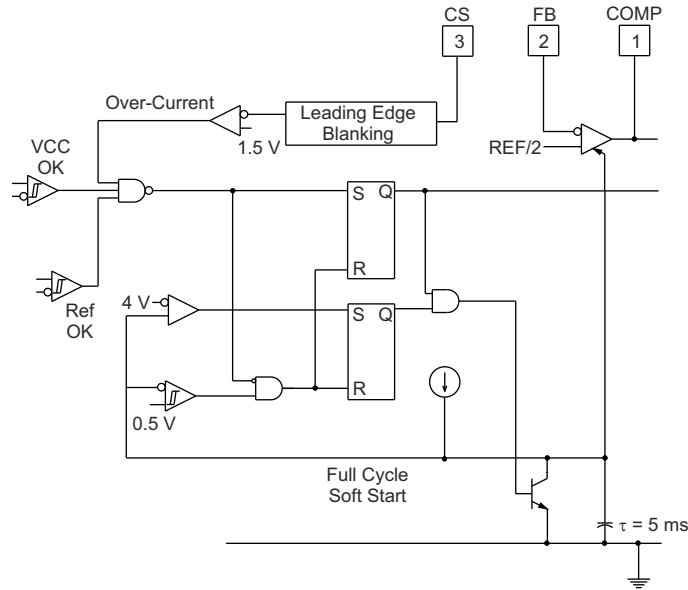 CS
FB
COMP
3
2
1
Over-Current
Leading Edge
Blanking
1.5 V
REF/2
VCC
OK
S
Q
R
Ref
OK
4 V
S
Q
R
0.5 V
Full Cycle
Soft Start
τ = 5 ms